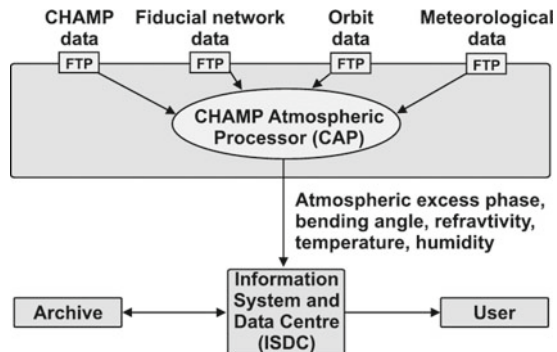 CHAMP data
Fiducial network data
Orbit data
Meteorological data
FTP
FTP
FTP
FTP
CHAMP Atmospheric
Processor (CAP)
Atmospheric excess phase,
bending angle, refravtivity,
temperature, humidity
Information
System and
Data Centre
(ISDC)
Archive
User